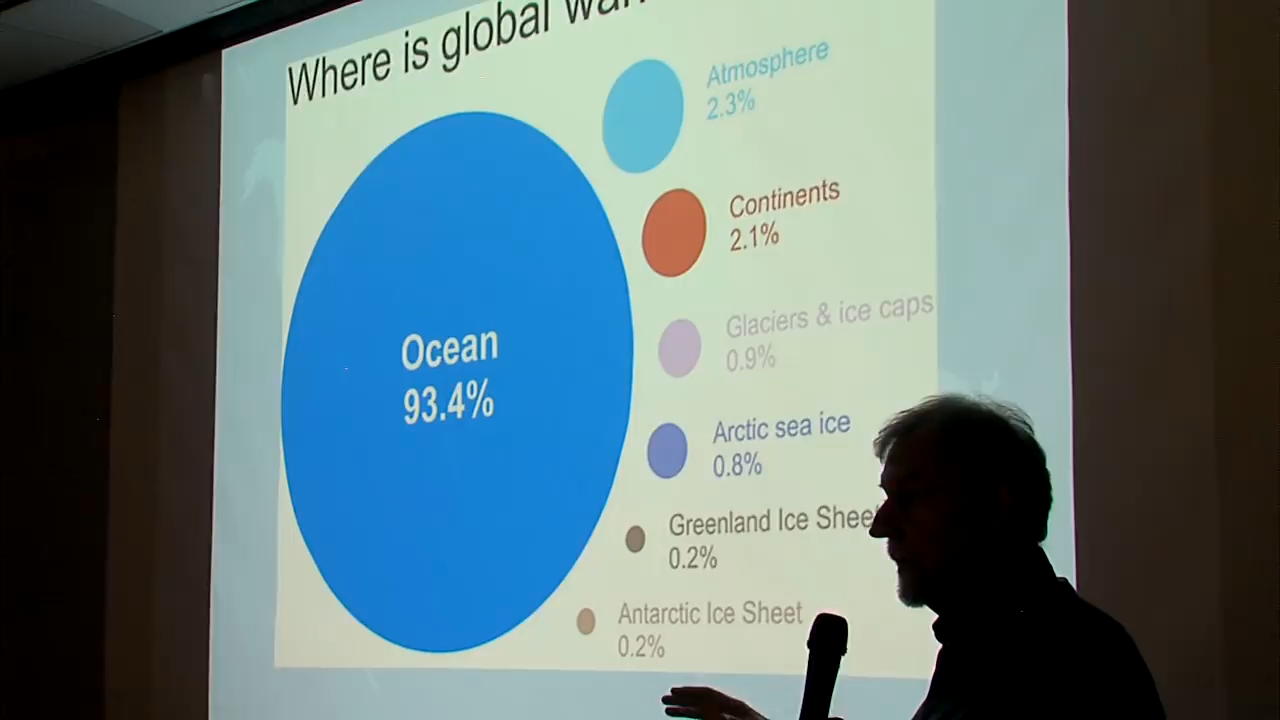 Where is global
Atmosphere
2.3%
Continents
2.1%
Ocean
93.4%
Glaciers & ice caps
0.9%
Arctic sea ice
0.8%
Greenland Ice
0.2%
Antarctic Ice Sheet
0.2%